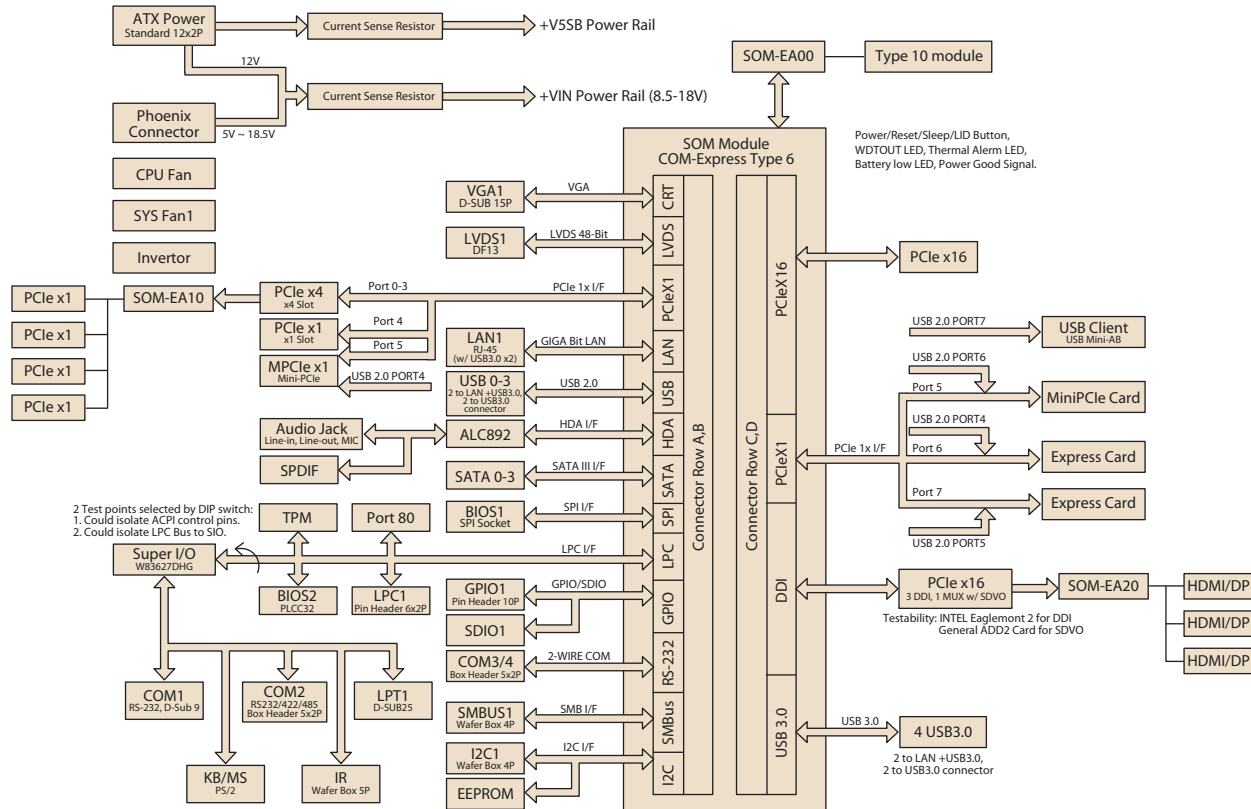 ATX Power
Standard 12x2P
Current Sense Resistor
+V5SB Power Rail
12V
Current Sense Resistor
+VIN Power Rail (8.5-18V)
Phoenix
Connector
5V ~ 18.5V
CPU Fan
SYS Fan1
Invertor
SOM-EA00
Type 10 module
Power/Reset/Sleep/LID Button,
WDTOUT LED, Thermal Alerm LED,
Battery low LED, Power Good Signal.
SOM Module
COM-Express Type 6
VGA1
D-SUB 15P
VGA
CRT
LVDS1
DF13
LVDS 48-Bit
LVDS
PCIe x1
PCIe x1
PCIe x1
PCIe x1
SOM-EA10
PCIe x4
x4 Slot
Port 0-3
PCIe 1x I/F
PCIeX1
PCIe x1
x1 Slot
Port 4
Port 5
MPCIe x1
Mini-PCIe
USB 2.0 PORT4
LAN1
RJ-45
(w/ USB3.0 x2)
GIGA Bit LAN
LAN
USB 0-3
2 to LAN +USB3.0,
2 to USB3.0
connector
USB 2.0
USB
Audio Jack
Line-in, Line-out, MIC
SPDIF
ALC892
HDA I/F
HDA
SATA 0-3
SATA III I/F
SATA
BIOS1
SPI Socket
SPI I/F
SPI
2 Test points selected by DIP switch:
1. Could isolate ACPI control pins.
2. Could isolate LPC Bus to SIO.
TPM
Port 80
Super I/O
W83627DHG
LPC I/F
LPC
BIOS2
PLCC32
LPC1
Pin Header 6x2P
GPIO1
Pin Header 10P
GPIO/SDIO
GPIO
SDIO1
COM3/4
Box Header 5x2P
2-WIRE COM
RS-232
COM1
RS-232, D-Sub 9
COM2
RS232/422/485
Box Header 5x2P
LPT1
D-SUB25
KB/MS
PS/2
IR
Wafer Box 5P
SMBUS1
Wafer Box 4P
SMB I/F
SMBus
I2C1
Wafer Box 4P
I2C I/F
I2C
EEPROM
Connector Row A,B
Connector Row C,D
PCIeX16
PCIe x16
PCIeX1
PCIe 1x I/F
USB 2.0 PORT7
USB Client
USB Mini-AB
USB 2.0 PORT6
Port 5
MiniPCIe Card
USB 2.0 PORT4
Port 6
Express Card
Port 7
Express Card
USB 2.0 PORT5
DDI
PCIe x16
3 DDI, 1 MUX w/ SDVO
SOM-EA20
HDMI/DP
HDMI/DP
HDMI/DP
Testability: INTEL Eaglemont 2 for DDI
General ADD2 Card for SDVO
USB 3.0
USB 3.0
4 USB3.0
2 to LAN +USB3.0,
2 to USB3.0 connector